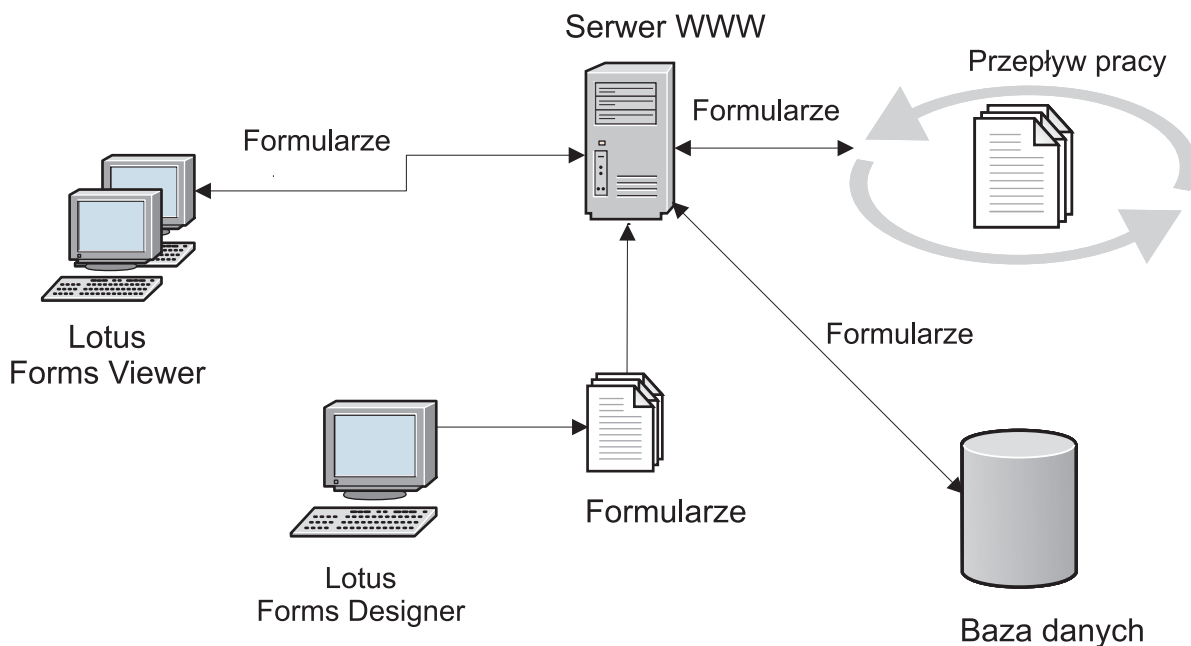 Serwer WWW
Przepływ pracy
Formularze
Formularze
Lotus
Forms Viewer
Formularze
Formularze
Lotus
Forms Designer
Baza danych